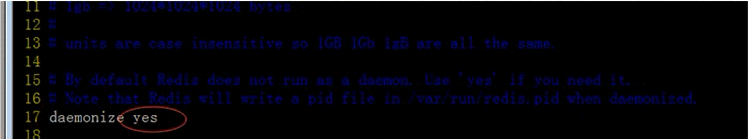 11 # 1gb => 1024*1024*1024 bytes
12 #
13 # units are case insensitive so 1GB 1Gb 1gB are all the same.
14
15 # By default Redis does not run as a daemon. Use 'yes' if you need it.
16 # Note that Redis will write a pid file in /var/run/redis.pid when daemonized.
17 daemonize yes
18